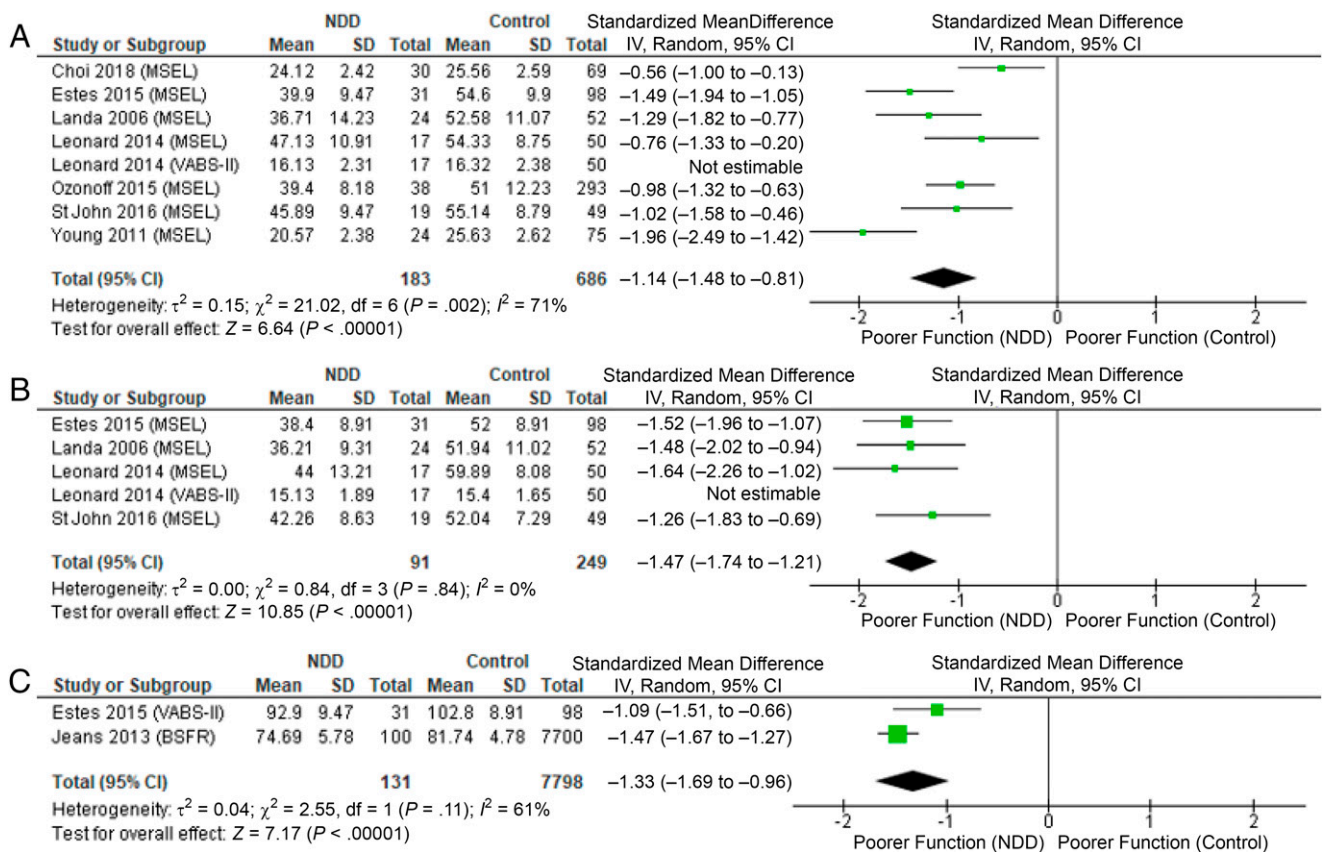 A
NDD Control Standardized MeanDifference Standardized Mean Difference
Study or Subgroup Mean SD Total Mean SD Total IV, Random, 95% CI IV, Random, 95% CI
Choi 2018 (MSEL) 24.12 2.42 30 25.56 2.59 69 −0.56 (−1.00 to −0.13)
Estes 2015 (MSEL) 39.9 9.47 31 54.6 9.9 98 −1.49 (−1.94 to −1.05)
Landa 2006 (MSEL) 36.71 14.23 24 52.58 11.07 52 −1.29 (−1.82 to −0.77)
Leonard 2014 (MSEL) 47.13 10.91 17 54.33 8.75 50 −0.76 (−1.33 to −0.20)
Leonard 2014 (VABS-II) 16.13 2.31 17 16.32 2.38 50 Not estimable
Ozonoff 2015 (MSEL) 39.4 8.18 38 51 12.23 293 −0.98 (−1.32 to −0.63)
St John 2016 (MSEL) 45.89 9.47 19 55.14 8.79 49 −1.02 (−1.58 to −0.46)
Young 2011 (MSEL) 20.57 2.38 24 25.63 2.62 75 −1.96 (−2.49 to −1.42)
Total (95% CI) 183 686 −1.14 (−1.48 to −0.81)
Heterogeneity: τ² = 0.15; χ² = 21.02, df = 6 (P = .002); I² = 71%
Test for overall effect: Z = 6.64 (P < .00001)
-2 -1 0 1 2
Poorer Function (NDD) Poorer Function (Control)
B
NDD Control Standardized Mean Difference Standardized Mean Difference
Study or Subgroup Mean SD Total Mean SD Total IV, Random, 95% CI IV, Random, 95% CI
Estes 2015 (MSEL) 38.4 8.91 31 52 8.91 98 −1.52 (−1.96 to −1.07)
Landa 2006 (MSEL) 36.21 9.31 24 51.94 11.02 52 −1.48 (−2.02 to −0.94)
Leonard 2014 (MSEL) 44 13.21 17 59.89 8.08 50 −1.64 (−2.26 to −1.02)
Leonard 2014 (VABS-II) 15.13 1.89 17 15.4 1.65 50 Not estimable
St John 2016 (MSEL) 42.26 8.63 19 52.04 7.29 49 −1.26 (−1.83 to −0.69)
Total (95% CI) 91 249 −1.47 (−1.74 to −1.21)
Heterogeneity: τ² = 0.00; χ² = 0.84, df = 3 (P = .84); I² = 0%
Test for overall effect: Z = 10.85 (P < .00001)
-2 -1 0 1 2
Poorer Function (NDD) Poorer Function (Control)
C
NDD Control Standardized Mean Difference Standardized Mean Difference
Study or Subgroup Mean SD Total Mean SD Total IV, Random, 95% CI IV, Random, 95% CI
Estes 2015 (VABS-II) 92.9 9.47 31 102.8 8.91 98 −1.09 (−1.51, to −0.66)
Jeans 2013 (BSFR) 74.69 5.78 100 81.74 4.78 7700 −1.47 (−1.67 to −1.27)
Total (95% CI) 131 7798 −1.33 (−1.69 to −0.96)
Heterogeneity: τ² = 0.04; χ² = 2.55, df = 1 (P = .11); I² = 61%
Test for overall effect: Z = 7.17 (P < .00001)
-2 -1 0 1 2
Poorer Function (NDD) Poorer Function (Control)